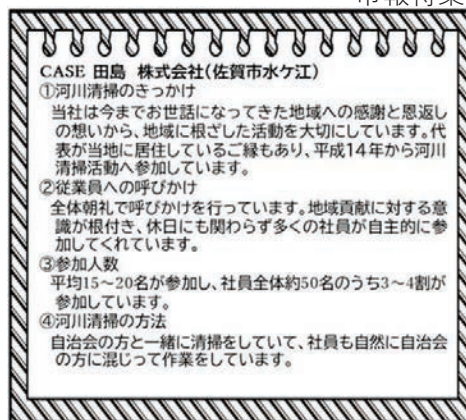 市報特集
CASE 田島 株式会社(佐賀市水ケ江)
①河川清掃のきっかけ
当社は今までお世話になってきた地域への感謝と恩返し
の想いから、地域に根ざした活動を大切にしています。代
表が当地に居住しているご縁もあり、平成14年から河川
清掃活動へ参加しています。
②従業員への呼びかけ
全体朝礼で呼びかけを行っています。地域貢献に対する意
識が根付き、休日にも関わらず多くの社員が自主的に参
加してくれています。
③参加人数
平均15～20名が参加し、社員全体約50名のうち3～4割が
参加しています。
④河川清掃の方法
自治会の方と一緒に清掃をしていて、社員も自然に自治会
の方に混じって作業をしています。